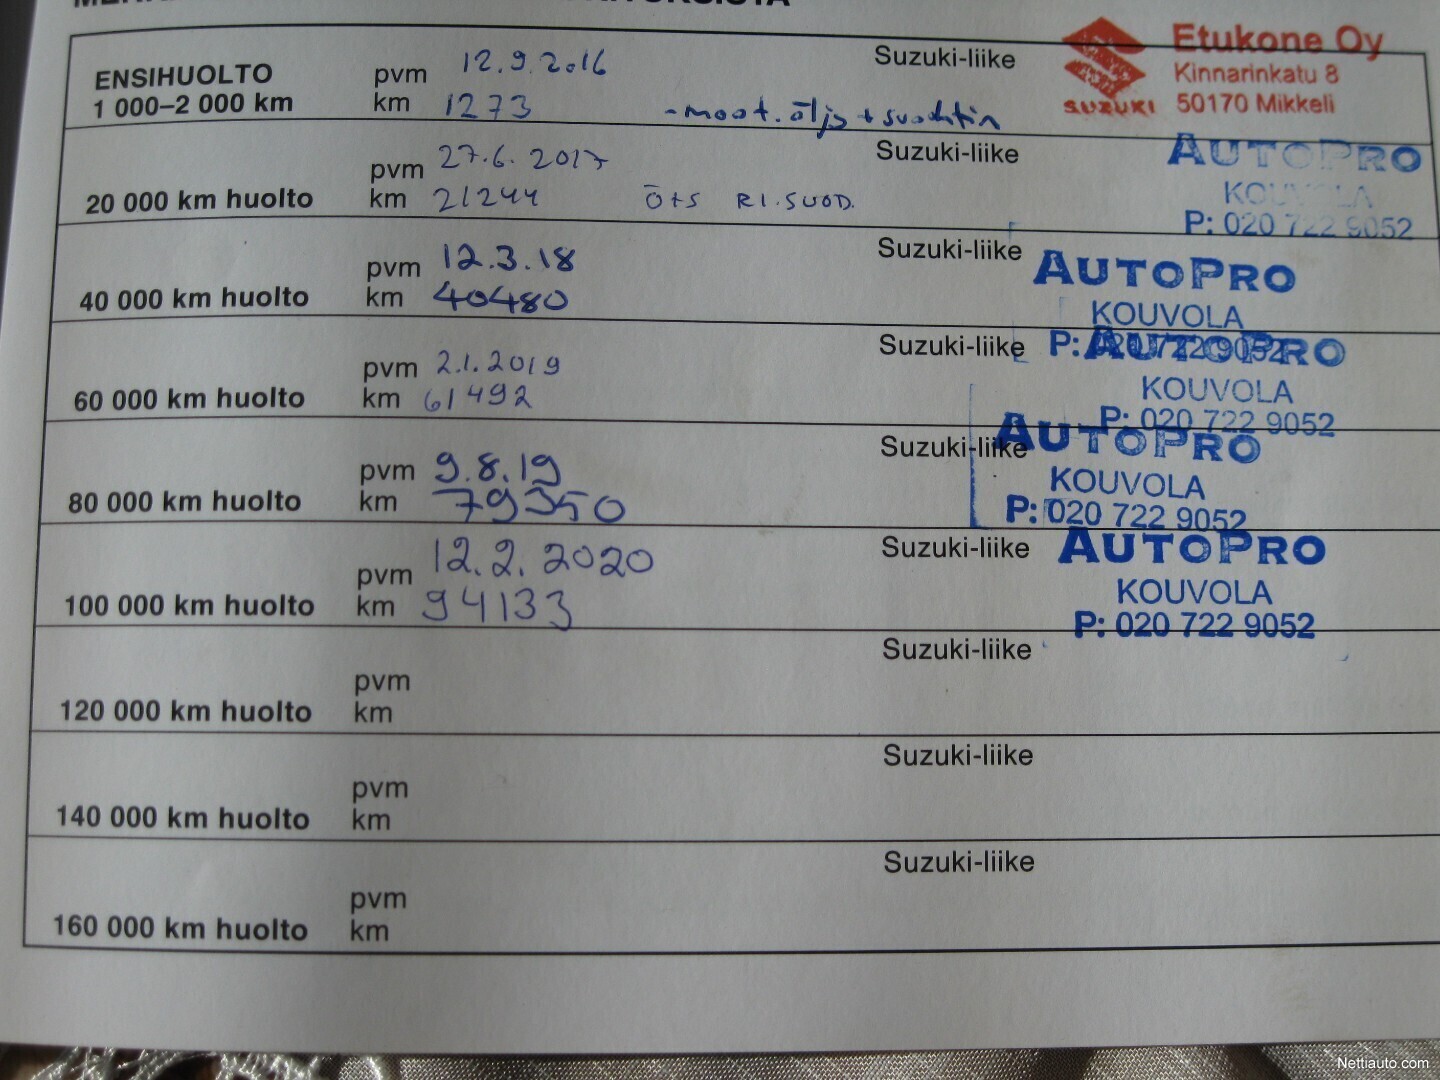 ENSIHUOLTO pvm 12.9.2016 Suzuki-liike Etukone Oy
1 000–2 000 km km 1273 -moot.öljy + suodatin SUZUKI Kinnarinkatu 8
50170 Mikkeli
pvm 27.6. 2017 Suzuki-liike AUTOPRO
KOUVOLA
20 000 km huolto km 21244 ÖtS RI.SUOD. P: 020 722 9052
pvm 12.3.18 Suzuki-liike AUTOPRO
40 000 km huolto km 40480 KOUVOLA
P: 020 722 9052
pvm 2.1.2019 Suzuki-liike AUTOPRO
60 000 km huolto km 61492 KOUVOLA
P: 020 722 9052
pvm 9.8.19 Suzuki-liike AUTOPRO
80 000 km huolto km 79350 KOUVOLA
P: 020 722 9052
pvm 12.2.2020 Suzuki-liike AUTOPRO
100 000 km huolto km 94133 KOUVOLA
P: 020 722 9052
pvm Suzuki-liike
120 000 km huolto km
pvm Suzuki-liike
140 000 km huolto km
pvm Suzuki-liike
160 000 km huolto km
Nettiauto.com